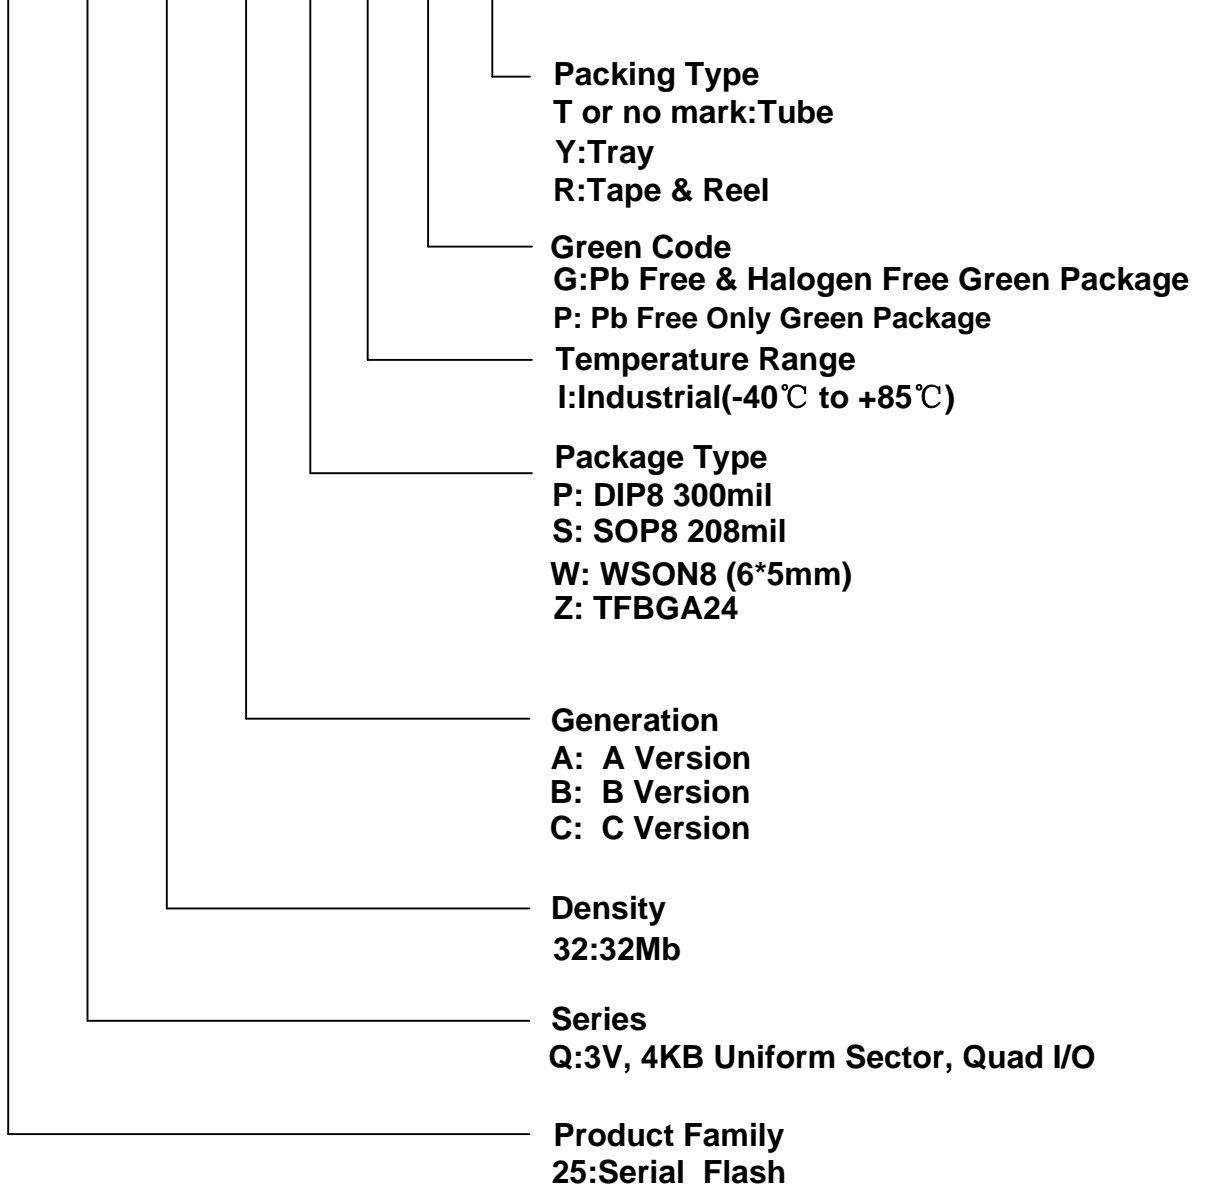 Packing Type
T or no mark:Tube
Y:Tray
R:Tape & Reel
Green Code
G:Pb Free & Halogen Free Green Package
P: Pb Free Only Green Package
Temperature Range
I:Industrial(-40℃ to +85℃)
Package Type
P: DIP8 300mil
S: SOP8 208mil
W: WSON8 (6*5mm)
Z: TFBGA24
Generation
A: A Version
B: B Version
C: C Version
Density
32:32Mb
Series
Q:3V, 4KB Uniform Sector, Quad I/O
Product Family
25:Serial Flash